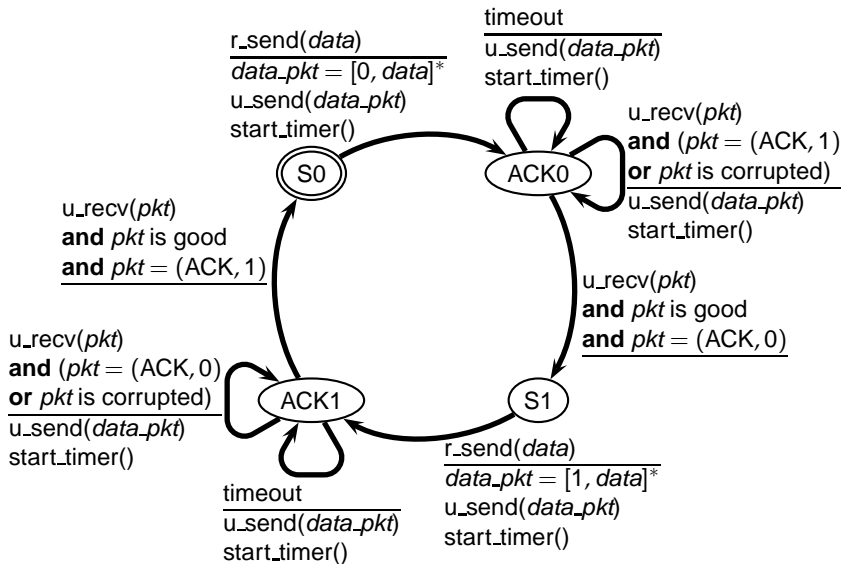 r_send(data)
data_pkt = [0, data]*
u_send(data_pkt)
start_timer()
timeout
u_send(data_pkt)
start_timer()
u_recv(pkt)
and (pkt = (ACK, 1)
or pkt is corrupted)
u_send(data_pkt)
start_timer()
S0
ACK0
u_recv(pkt)
and pkt is good
and pkt = (ACK, 1)
u_recv(pkt)
and pkt is good
and pkt = (ACK, 0)
u_recv(pkt)
and (pkt = (ACK, 0)
or pkt is corrupted)
u_send(data_pkt)
start_timer()
ACK1
S1
timeout
u_send(data_pkt)
start_timer()
r_send(data)
data_pkt = [1, data]*
u_send(data_pkt)
start_timer()